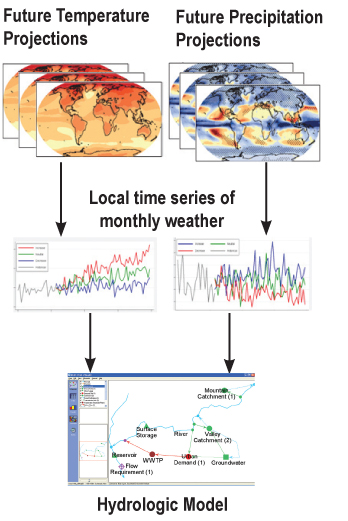 Future Temperature
Projections
Future Precipitation
Projections
Local time series of
monthly weather
Mountain
Catchment (1)
Surface
Storage
River
Valley
Catchment (2)
Reservoir
WWTP
Urban
Demand (1)
Groundwater
Flow
Requirement (1)
Hydrologic Model